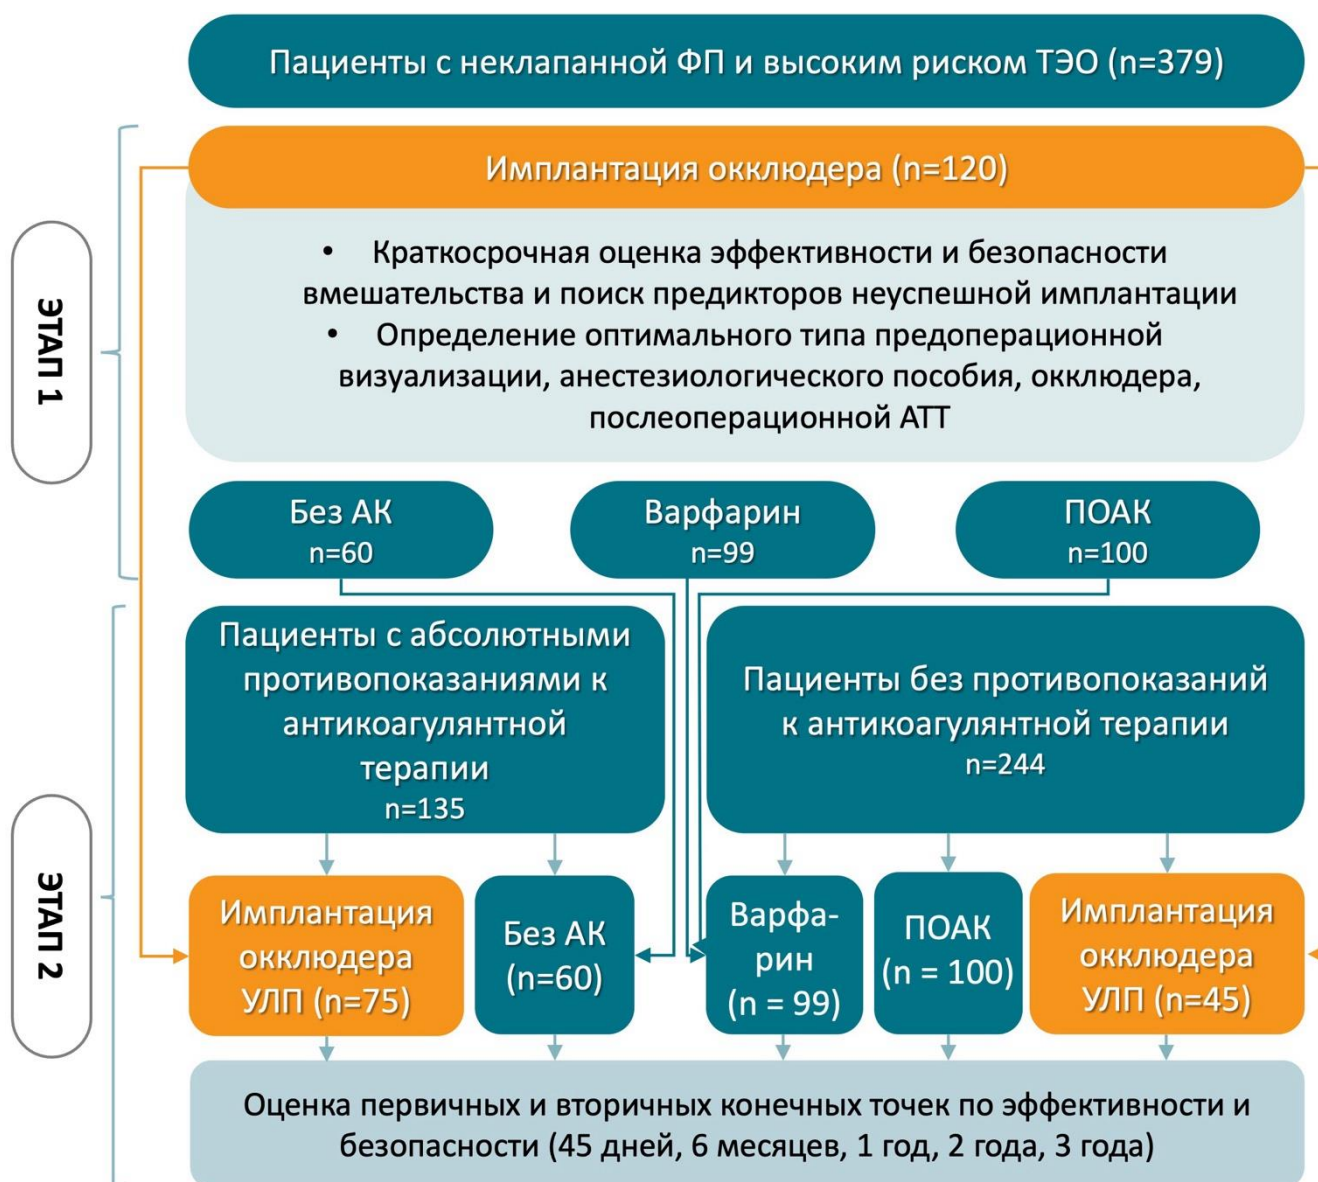 Пациенты с неклапанной ФП и высоким риском ТЭО (n=379)
ЭТАП 1
Имплантация окклюдера (n=120)
• Краткосрочная оценка эффективности и безопасности
вмешательства и поиск предикторов неуспешной имплантации
• Определение оптимального типа предоперационной
визуализации, анестезиологического пособия, окклюдера,
послеоперационной АТТ
Без АК
n=60
Варфарин
n=99
ПОАК
n=100
ЭТАП 2
Пациенты с абсолютными
противопоказаниями к
антикоагулянтной
терапии
n=135
Пациенты без противопоказаний
к антикоагулянтной терапии
n=244
Имплантация
окклюдера
УЛП (n=75)
Без АК
(n=60)
Варфа-
рин
(n = 99)
ПОАК
(n = 100)
Имплантация
окклюдера
УЛП (n=45)
Оценка первичных и вторичных конечных точек по эффективности и
безопасности (45 дней, 6 месяцев, 1 год, 2 года, 3 года)